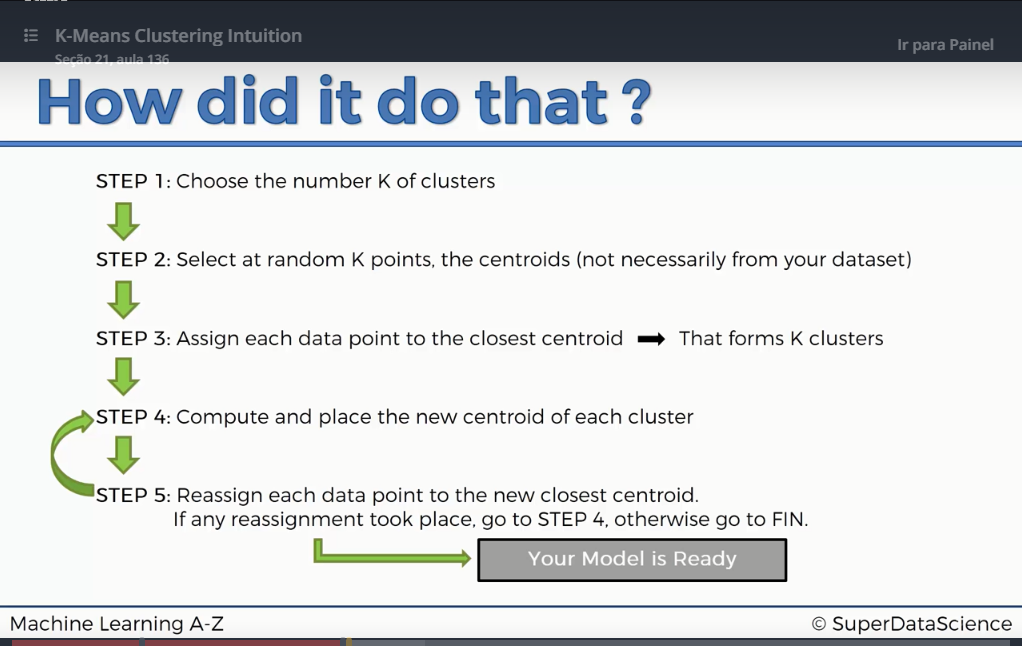 K-Means Clustering Intuition
Seção 21, aula 136
Ir para Painel
How did it do that ?
STEP 1: Choose the number K of clusters
STEP 2: Select at random K points, the centroids (not necessarily from your dataset)
STEP 3: Assign each data point to the closest centroid ➡ That forms K clusters
STEP 4: Compute and place the new centroid of each cluster
STEP 5: Reassign each data point to the new closest centroid.
If any reassignment took place, go to STEP 4, otherwise go to FIN.
Your Model is Ready
Machine Learning A-Z
© SuperDataScience